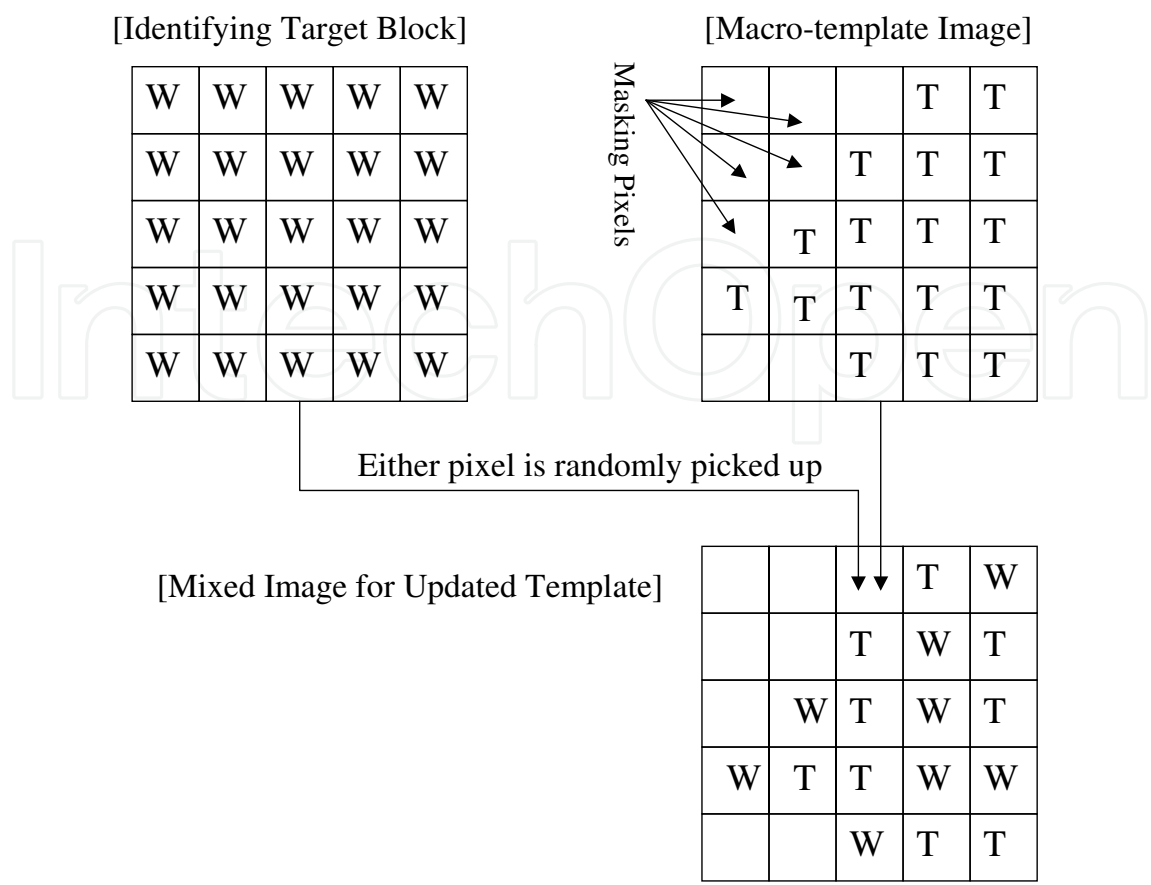 [Identifying Target Block]
[Macro-template Image]
W W W W W
W W W W W
W W W W W
W W W W W
W W W W W
Masking Pixels
T T
T T T
T T T T
T T T T T
T T T
IntechOpen
Either pixel is randomly picked up
[Mixed Image for Updated Template]
T W
T W T
W T W T
W T T W W
W T T